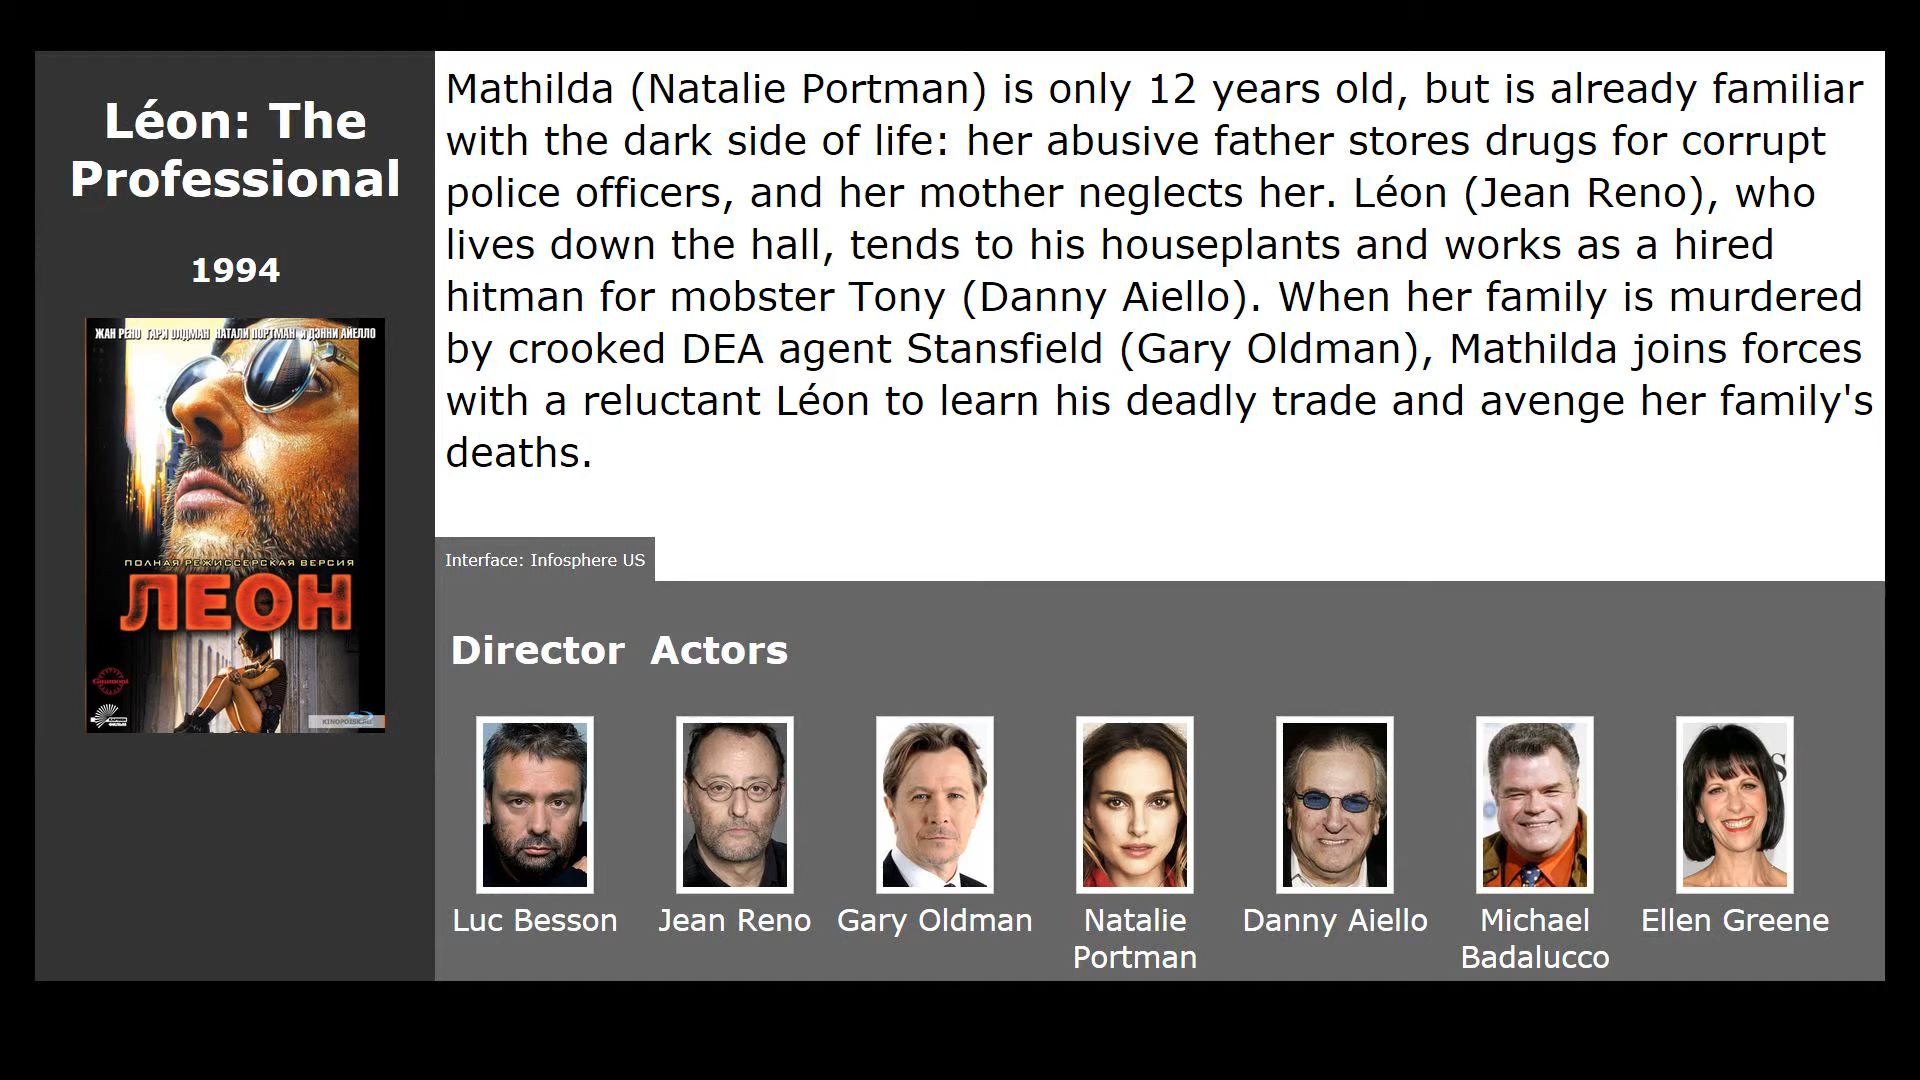 Léon: The
Professional
1994
ЖАН РЕНО ГАРИ ОЛДМАН НАТАЛИ ПОРТМАН и ДЭННИ АЙЕЛЛО
ПОЛНАЯ РЕЖИССЕРСКАЯ ВЕРСИЯ
ЛЕОН
Gaumont
KINOPOISK.RU
Mathilda (Natalie Portman) is only 12 years old, but is already familiar
with the dark side of life: her abusive father stores drugs for corrupt
police officers, and her mother neglects her. Léon (Jean Reno), who
lives down the hall, tends to his houseplants and works as a hired
hitman for mobster Tony (Danny Aiello). When her family is murdered
by crooked DEA agent Stansfield (Gary Oldman), Mathilda joins forces
with a reluctant Léon to learn his deadly trade and avenge her family's
deaths.
Interface: Infosphere US
Director Actors
Luc Besson Jean Reno Gary Oldman Natalie Portman Danny Aiello Michael Badalucco Ellen Greene